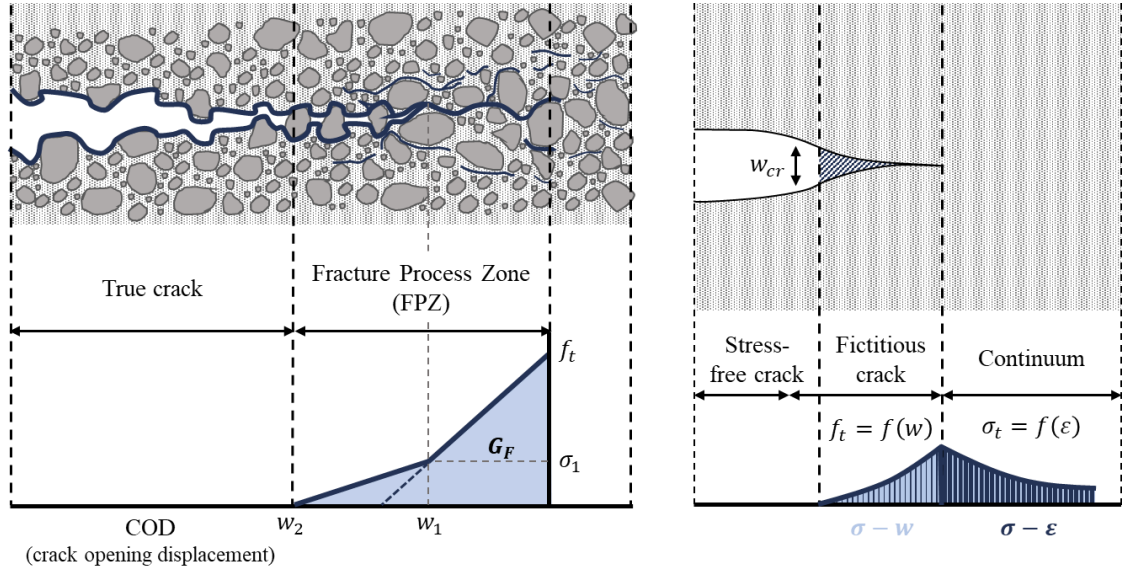 True crack
Fracture Process Zone
(FPZ)
f_t
G_F
σ_1
w_2
w_1
COD
(crack opening displacement)
w_cr
Stress-
free crack
Fictitious
crack
Continuum
f_t = f(w)
σ_t = f(ε)
σ − w
σ − ε